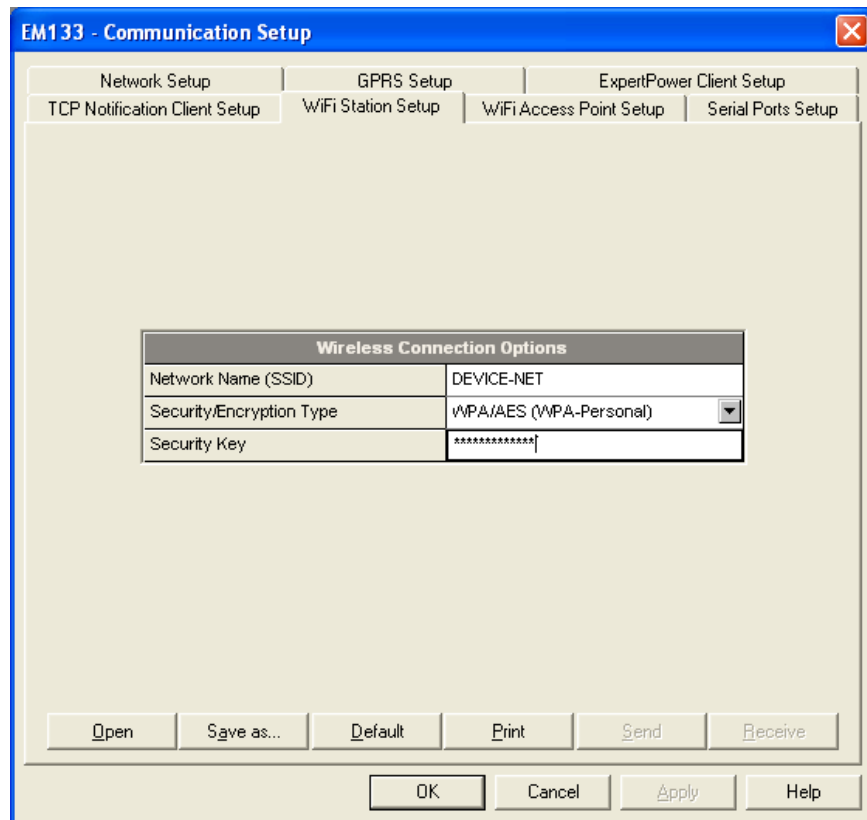 EM133 - Communication Setup
Network Setup GPRS Setup ExpertPower Client Setup
TCP Notification Client Setup WiFi Station Setup WiFi Access Point Setup Serial Ports Setup
Wireless Connection Options
Network Name (SSID) DEVICE-NET
Security/Encryption Type WPA/AES (WPA-Personal)
Security Key *************
Open Save as... Default Print Send Receive
OK Cancel Apply Help